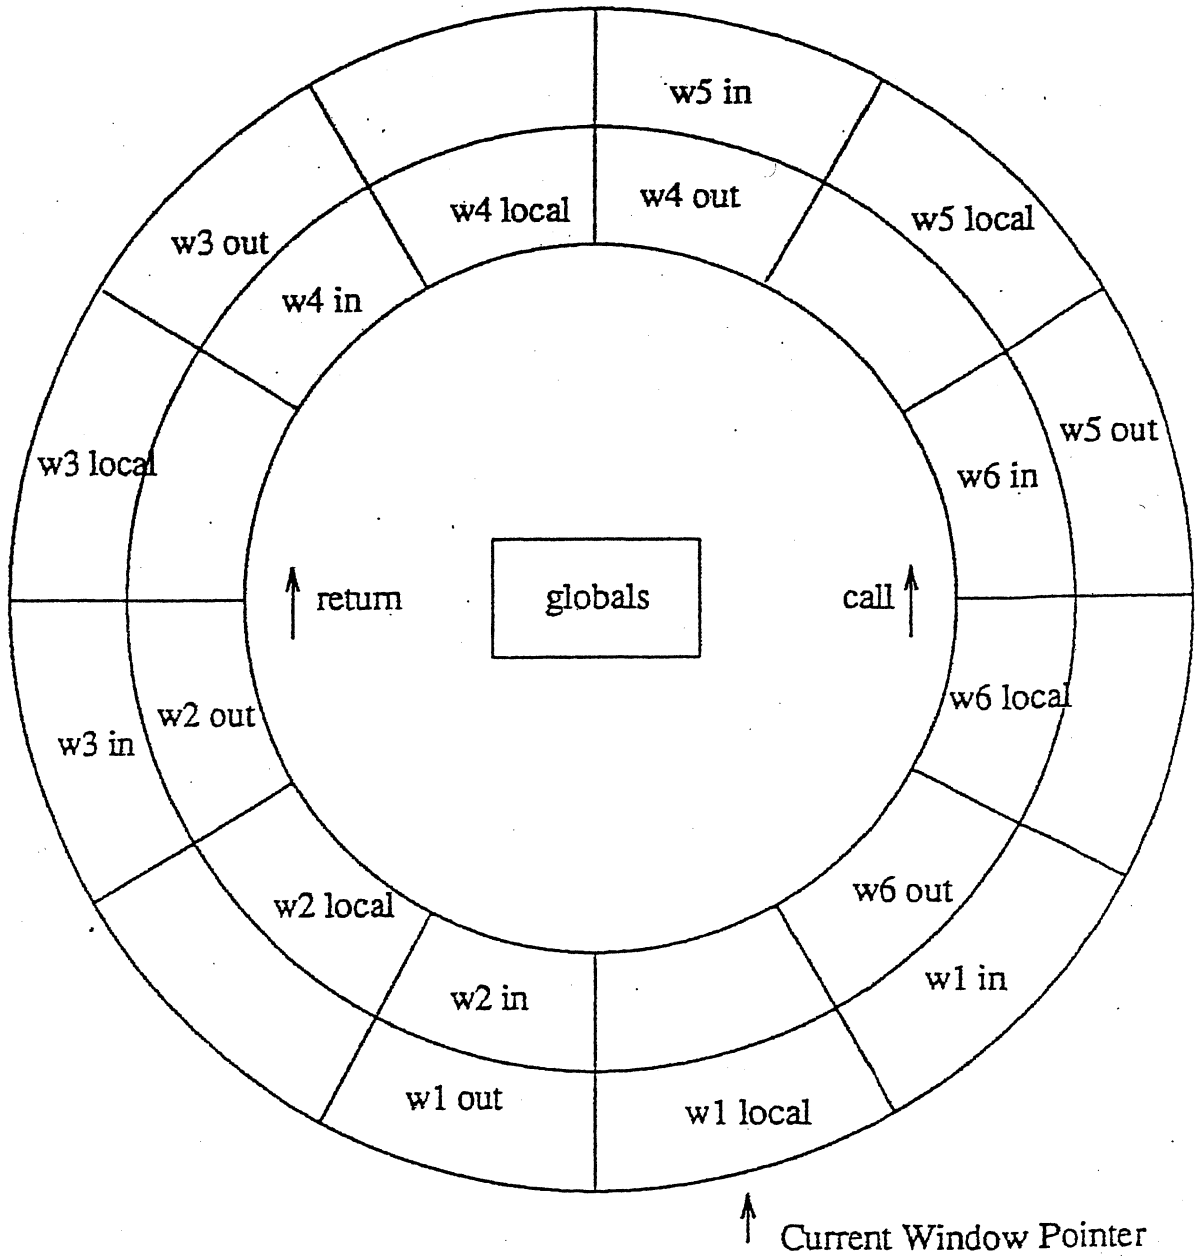 w5 in
w4 local
w4 out
w5 local
w3 out
w4 in
w5 out
w3 local
w6 in
return
globals
call
w6 local
w2 out
w3 in
w6 out
w2 local
w1 in
w2 in
w1 out
w1 local
Current Window Pointer